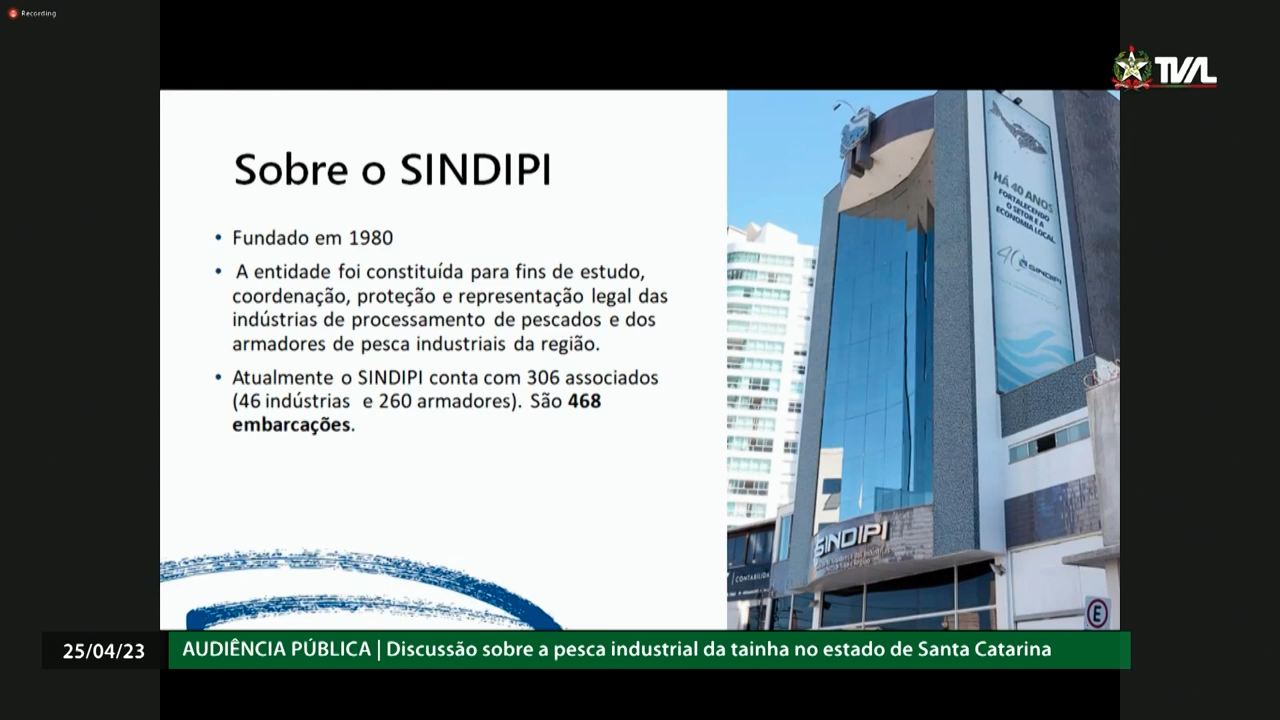 Recording
TVAL
Sobre o SINDIPI
• Fundado em 1980
• A entidade foi constituída para fins de estudo,
coordenação, proteção e representação legal das
indústrias de processamento de pescados e dos
armadores de pesca industriais da região.
• Atualmente o SINDIPI conta com 306 associados
(46 indústrias e 260 armadores). São 468
embarcações.
HÁ 40 ANOS
FORTALECENDO
O SETOR E A
ECONOMIA LOCAL
40 SINDIPI
SINDIPI
CONTABILID
E
25/04/23
AUDIÊNCIA PÚBLICA | Discussão sobre a pesca industrial da tainha no estado de Santa Catarina